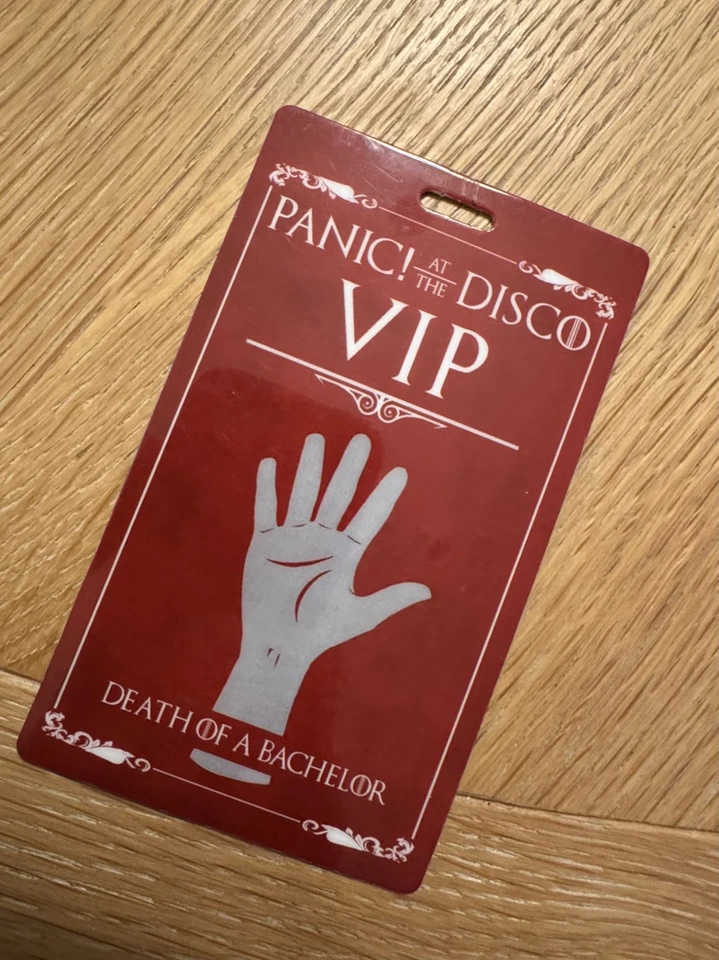 PANIC! AT THE DISCO
VIP
DEATH OF A BACHELOR